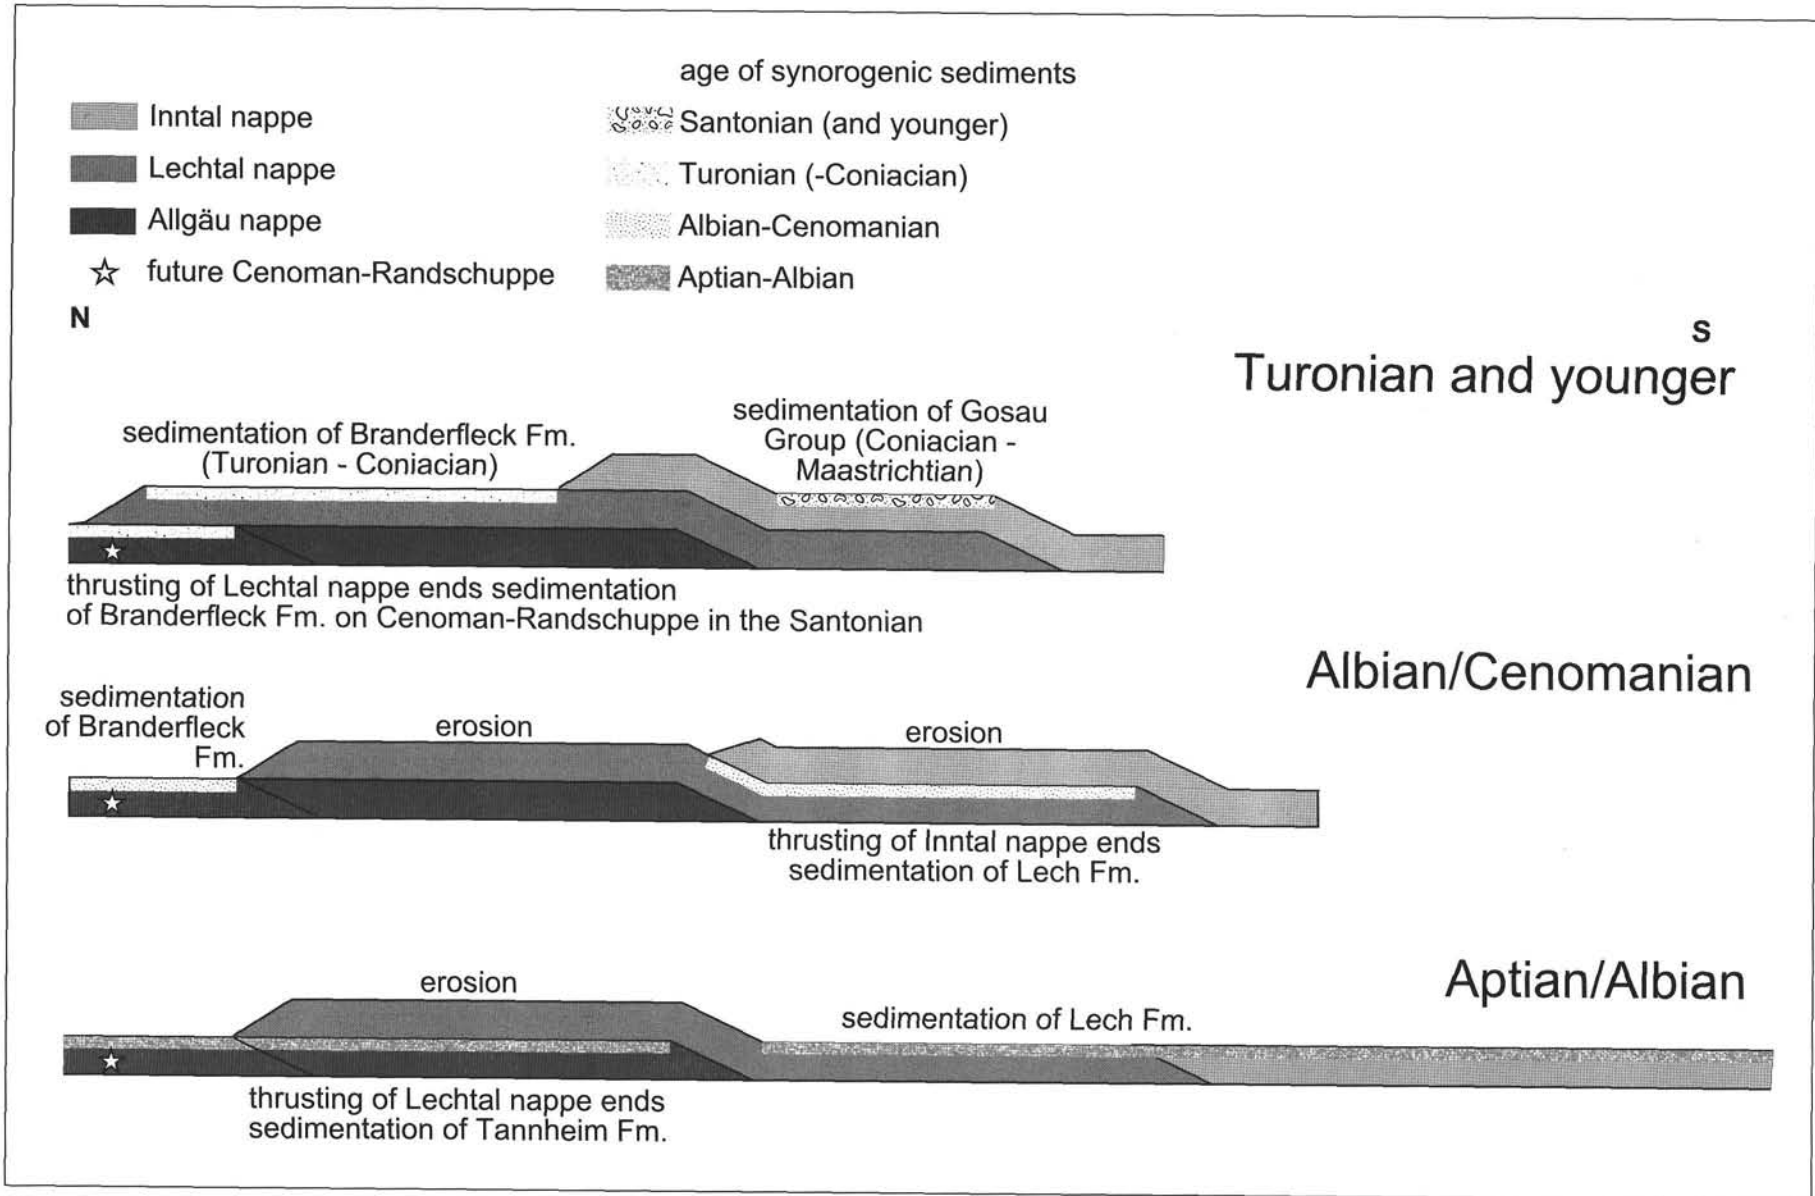 age of synorogenic sediments
Inntal nappe
Lechtal nappe
Allgäu nappe
future Cenoman-Randschuppe
Santonian (and younger)
Turonian (-Coniacian)
Albian-Cenomanian
Aptian-Albian
N
S
Turonian and younger
sedimentation of Branderfleck Fm.
(Turonian - Coniacian)
sedimentation of Gosau
Group (Coniacian -
Maastrichtian)
thrusting of Lechtal nappe ends sedimentation
of Branderfleck Fm. on Cenoman-Randschuppe in the Santonian
Albian/Cenomanian
sedimentation
of Branderfleck
Fm.
erosion
erosion
thrusting of Inntal nappe ends
sedimentation of Lech Fm.
Aptian/Albian
erosion
sedimentation of Lech Fm.
thrusting of Lechtal nappe ends
sedimentation of Tannheim Fm.